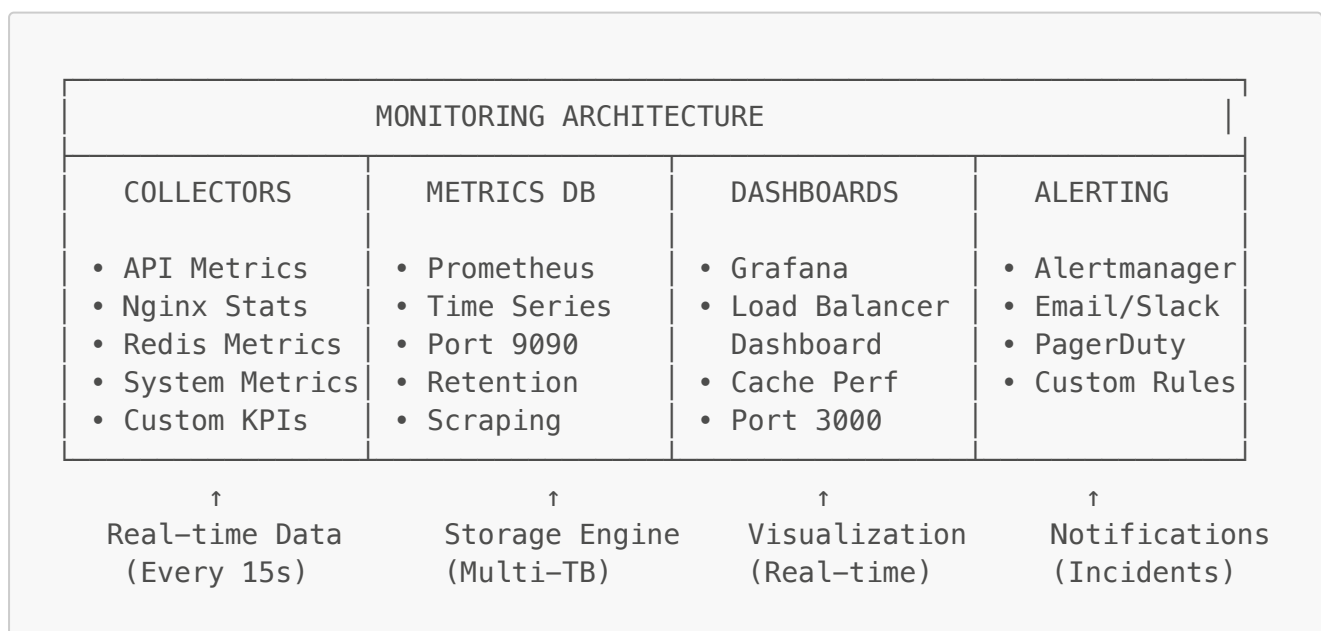 MONITORING ARCHITECTURE
COLLECTORS METRICS DB DASHBOARDS ALERTING
• API Metrics • Prometheus • Grafana • Alertmanager
• Nginx Stats • Time Series • Load Balancer • Email/Slack
• Redis Metrics • Port 9090 Dashboard • PagerDuty
• System Metrics • Retention • Cache Perf • Custom Rules
• Custom KPIs • Scraping • Port 3000
↑ ↑ ↑ ↑
Real-time Data Storage Engine Visualization Notifications
(Every 15s) (Multi-TB) (Real-time) (Incidents)